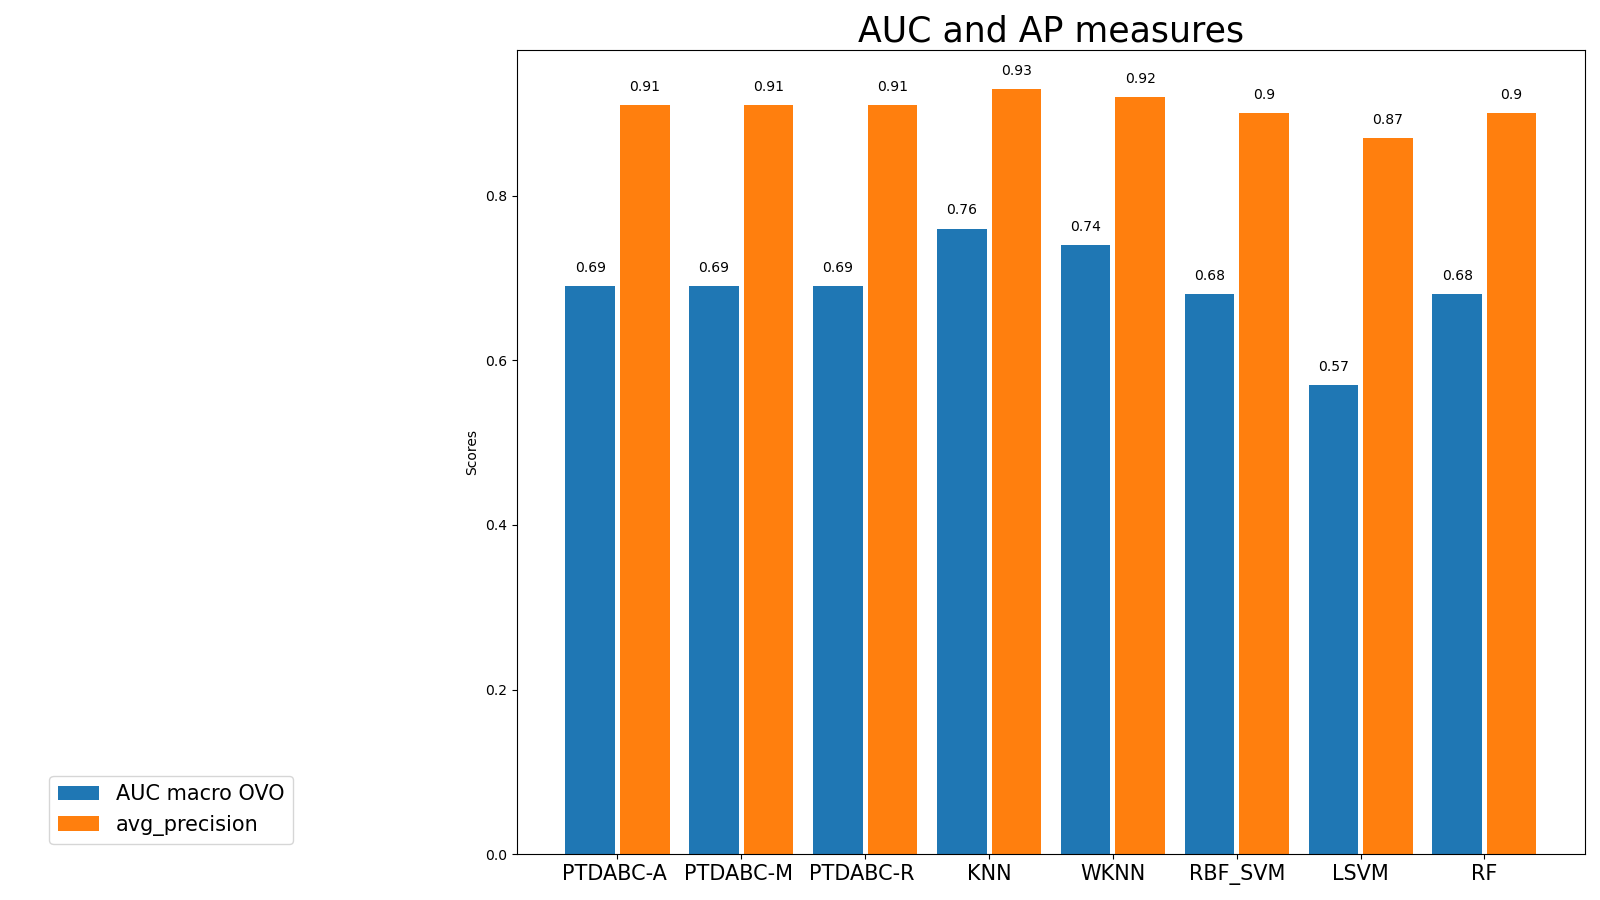 AUC and AP measures
0.91 0.91 0.91 0.93 0.92 0.9 0.87 0.9
0.69 0.69 0.69 0.76 0.74 0.68 0.57 0.68
0.8
0.6
Scores
0.4
0.2
0.0
AUC macro OVO
avg_precision
PTDABC-A PTDABC-M PTDABC-R KNN WKNN RBF_SVM LSVM RF